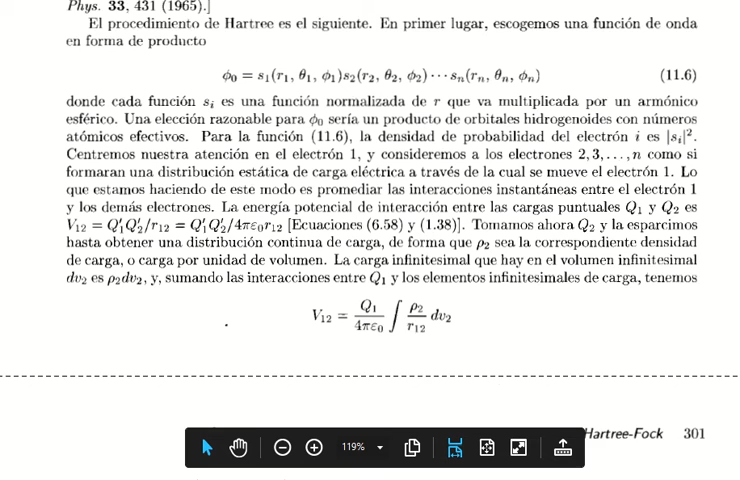 Phys. 33, 431 (1965).]
El procedimiento de Hartree es el siguiente. En primer lugar, escogemos una función de onda
en forma de producto
ϕ₀ = s₁(r₁, θ₁, ϕ₁)s₂(r₂, θ₂, ϕ₂) ··· sₙ(rₙ, θₙ, ϕₙ) (11.6)
donde cada función sᵢ es una función normalizada de r que va multiplicada por un armónico
esférico. Una elección razonable para ϕ₀ sería un producto de orbitales hidrogenoides con números
atómicos efectivos. Para la función (11.6), la densidad de probabilidad del electrón i es |sᵢ|².
Centremos nuestra atención en el electrón 1, y consideremos a los electrones 2, 3, . . . , n como si
formaran una distribución estática de carga eléctrica a través de la cual se mueve el electrón 1. Lo
que estamos haciendo de este modo es promediar las interacciones instantáneas entre el electrón 1
y los demás electrones. La energía potencial de interacción entre las cargas puntuales Q₁ y Q₂ es
V₁₂ = Q′₁Q′₂/r₁₂ = Q′₁Q′₂/4πε₀r₁₂ [Ecuaciones (6.58) y (1.38)]. Tomamos ahora Q₂ y la esparcimos
hasta obtener una distribución continua de carga, de forma que ρ₂ sea la correspondiente densidad
de carga, o carga por unidad de volumen. La carga infinitesimal que hay en el volumen infinitesimal
dv₂ es ρ₂dv₂, y, sumando las interacciones entre Q₁ y los elementos infinitesimales de carga, tenemos
V₁₂ = Q₁/4πε₀ ∫ ρ₂/r₁₂ dv₂
Hartree-Fock 301
119%